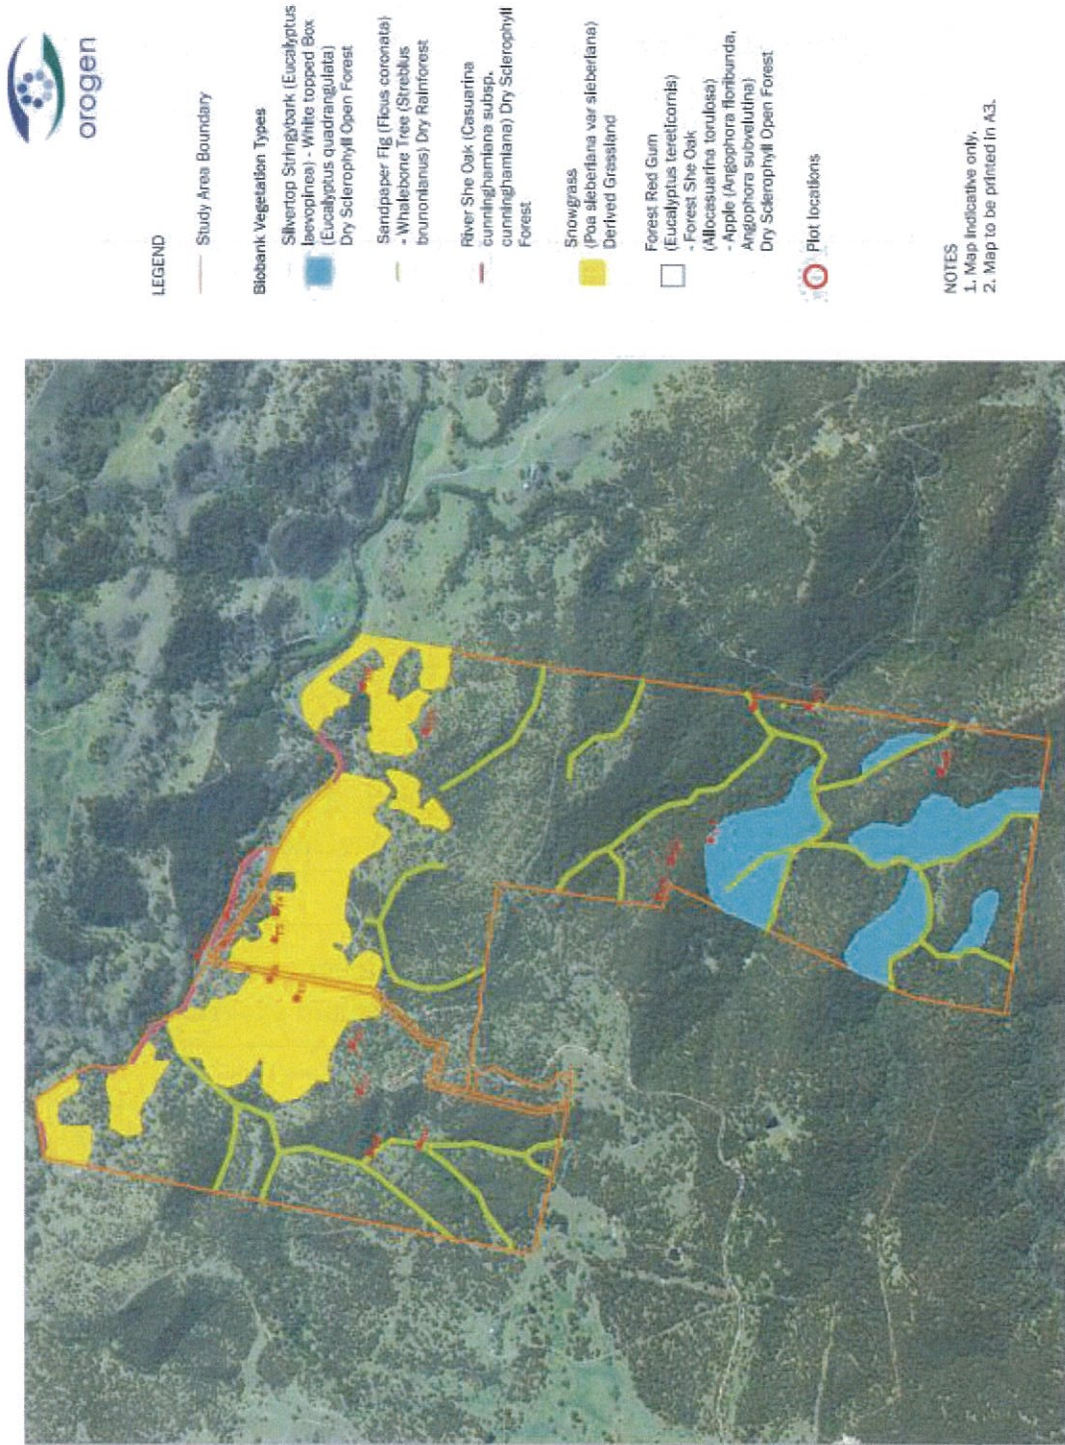 orogen
LEGEND
Study Area Boundary
Biobank Vegetation Types
Silvertop Stringybark (Eucalyptus
laevopinea) - White topped Box
(Eucalyptus quadrangulata)
Dry Sclerophyll Open Forest
Sandpaper Fig (Ficus coronata)
- Whalebone Tree (Streblus
brunonianus) Dry Rainforest
River She Oak (Casuarina
cunninghamiana subsp.
cunninghamiana) Dry Sclerophyll
Forest
Snowgrass
(Poa sieberiana var sieberiana)
Derived Grassland
Forest Red Gum
(Eucalyptus tereticornis)
- Forest She Oak
(Allocasuarina torulosa)
- Apple (Angophora floribunda,
Angophora subvelutina)
Dry Sclerophyll Open Forest
Plot locations
NOTES
1. Map indicative only.
2. Map to be printed in A3.